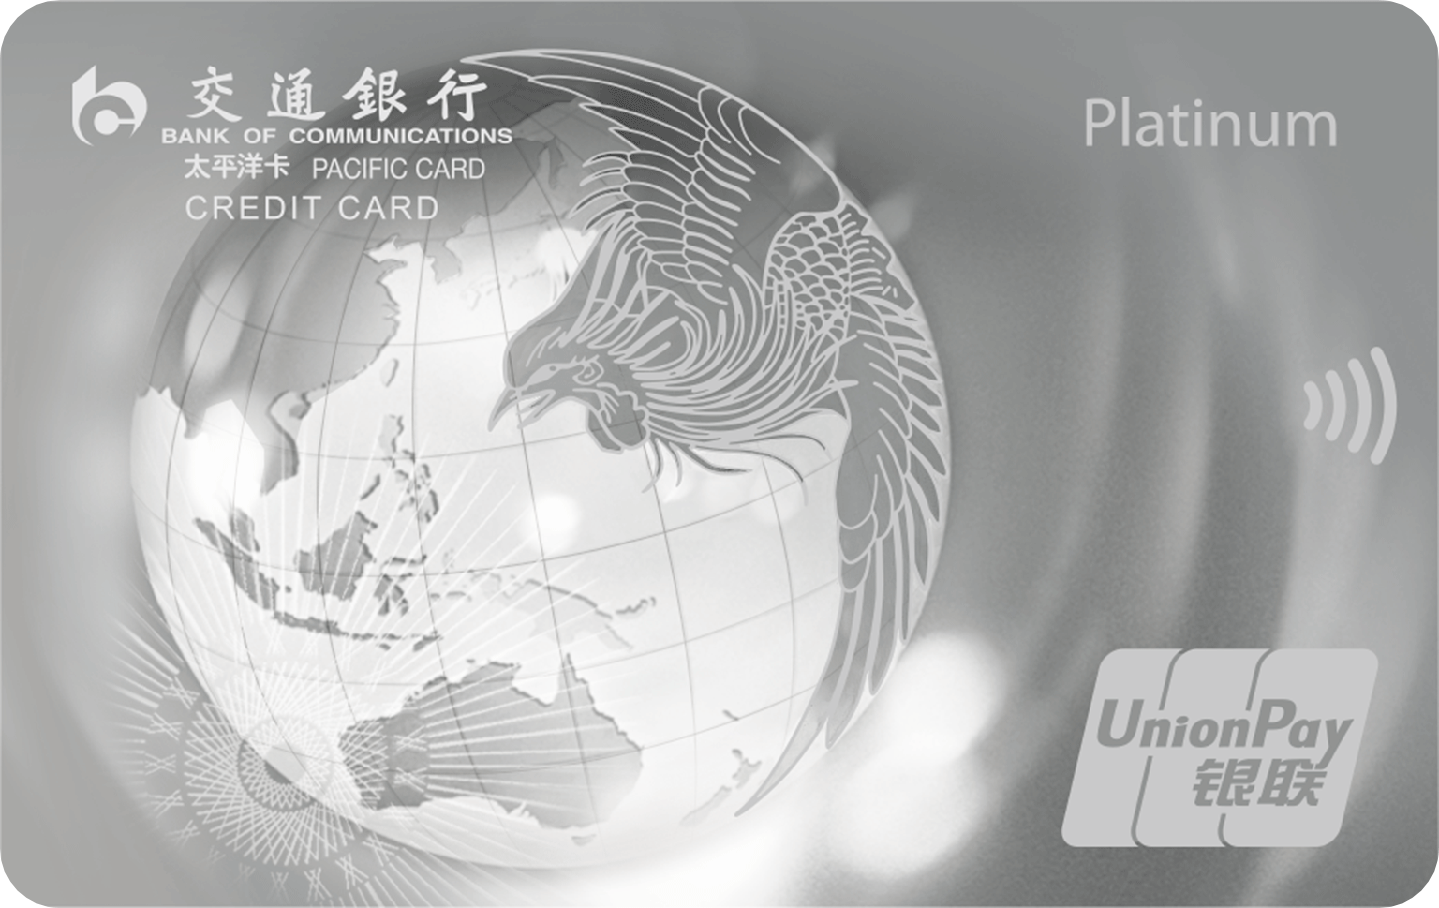 交通銀行
BANK OF COMMUNICATIONS
太平洋卡 PACIFIC CARD
CREDIT CARD
Platinum
UnionPay
银联